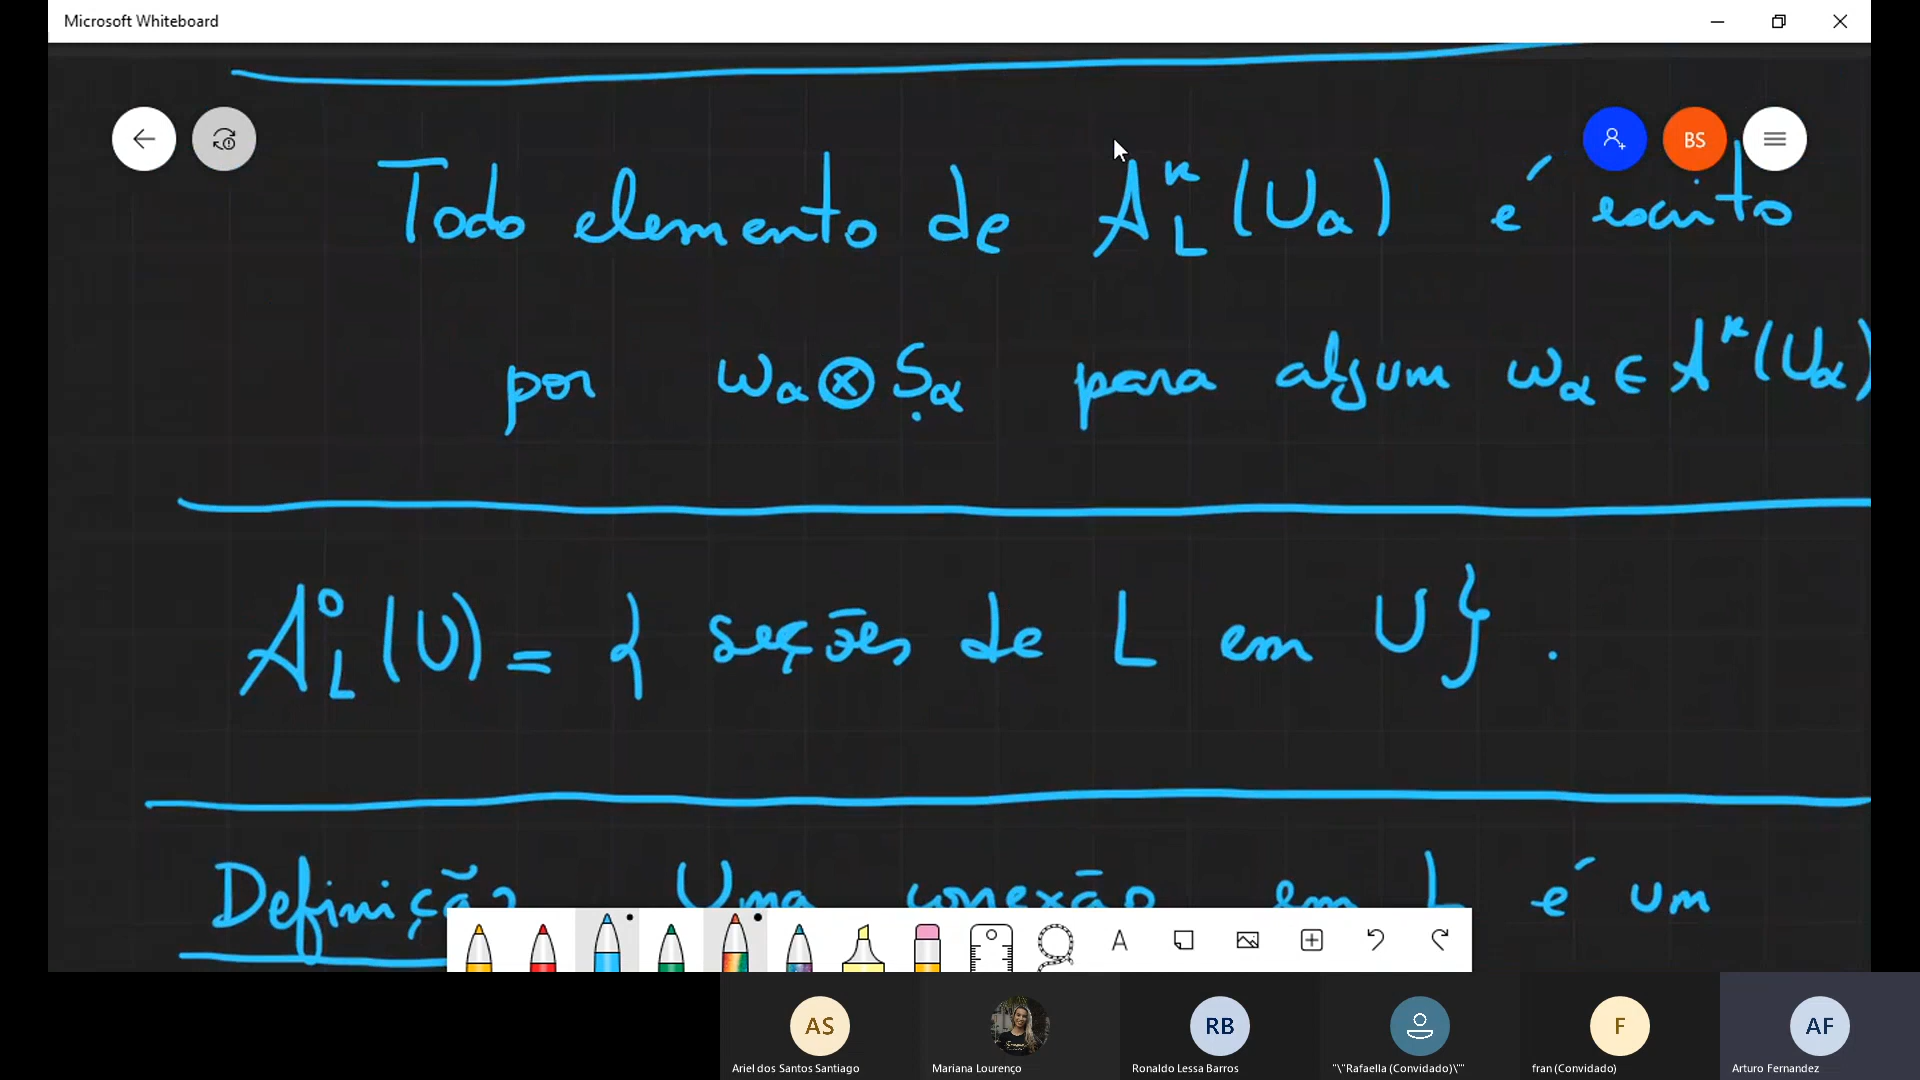 Microsoft Whiteboard
BS
Todo elemento de A^k_L(U_α) é escrito
por ω_α ⊗ S_α para algum ω_α ∈ A^k(U_α)
A^0_L(U) = { seções de L em U } .
Definição Uma conexão em L é um
A
AS
RB
F
AF
Ariel dos Santos Santiago
Mariana Lourenço
Ronaldo Lessa Barros
"\"Rafaella (Convidado)\""
fran (Convidado)
Arturo Fernandez